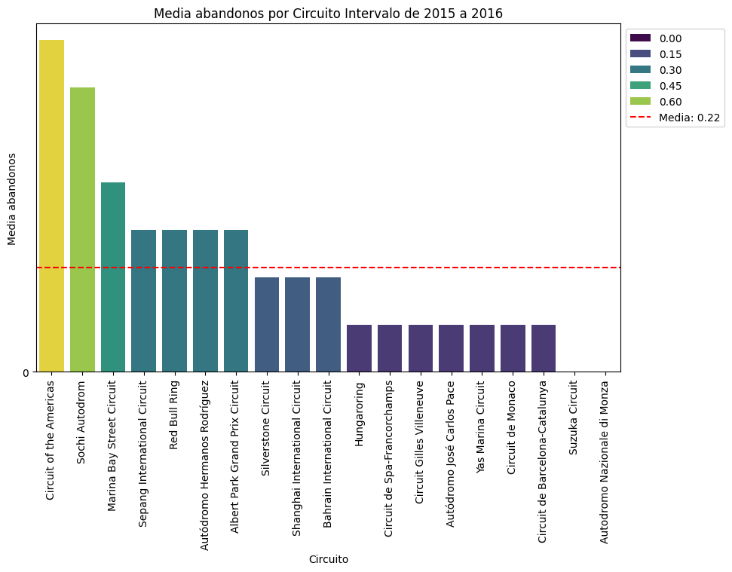 Media abandonos por Circuito Intervalo de 2015 a 2016
0.00
0.15
0.30
0.45
0.60
Media: 0.22
Media abandonos
0
Circuit of the Americas
Sochi Autodrom
Marina Bay Street Circuit
Sepang International Circuit
Red Bull Ring
Autódromo Hermanos Rodríguez
Albert Park Grand Prix Circuit
Silverstone Circuit
Shanghai International Circuit
Bahrain International Circuit
Hungaroring
Circuit de Spa-Francorchamps
Circuit Gilles Villeneuve
Autódromo José Carlos Pace
Yas Marina Circuit
Circuit de Monaco
Circuit de Barcelona-Catalunya
Suzuka Circuit
Autodromo Nazionale di Monza
Circuito